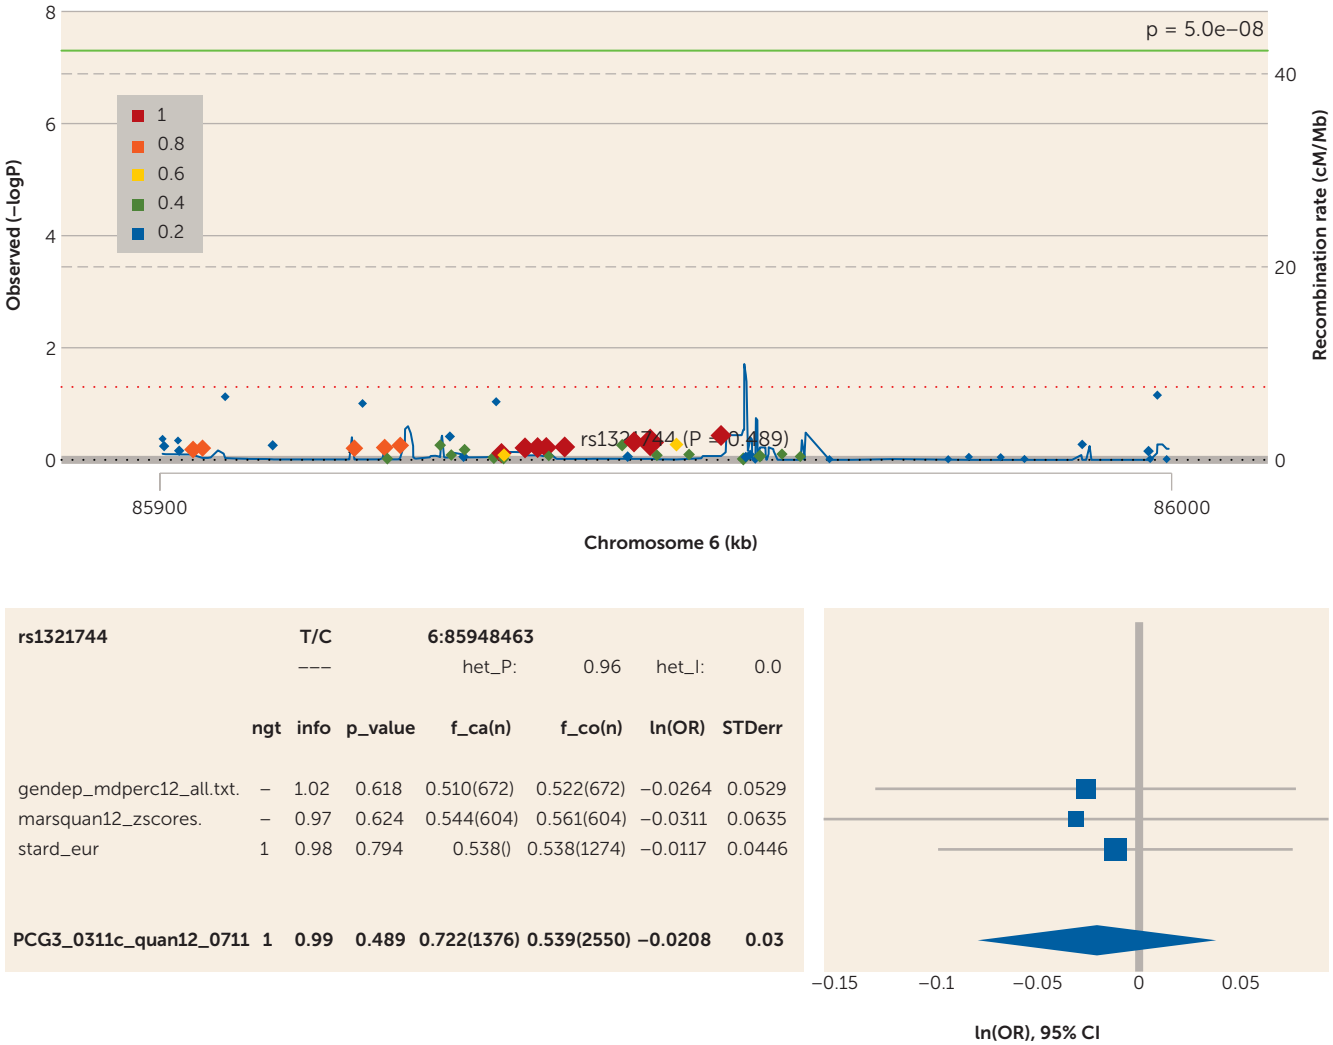 8
p = 5.0e–08
40
1
0.8
0.6
0.4
0.2
6
4
20
2
rs1321744 (P = 0.489)
0
0
Observed (–logP)
Recombination rate (cM/Mb)
85900
86000
Chromosome 6 (kb)
rs1321744 T/C 6:85948463
––– het_P: 0.96 het_I: 0.0
ngt info p_value f_ca(n) f_co(n) ln(OR) STDerr
gendep_mdperc12_all.txt. – 1.02 0.618 0.510(672) 0.522(672) –0.0264 0.0529
marsquan12_zscores. – 0.97 0.624 0.544(604) 0.561(604) –0.0311 0.0635
stard_eur 1 0.98 0.794 0.538() 0.538(1274) –0.0117 0.0446
PCG3_0311c_quan12_0711 1 0.99 0.489 0.722(1376) 0.539(2550) –0.0208 0.03
–0.15 –0.1 –0.05 0 0.05
ln(OR), 95% CI